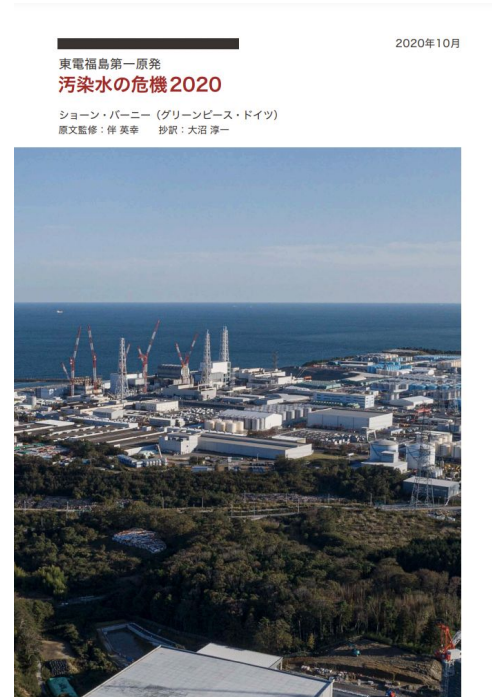 2020年10月
東電福島第一原発
汚染水の危機2020
ショーン・バーニー（グリーンピース・ドイツ）
原文監修：伴 英幸　抄訳：大沼 淳一